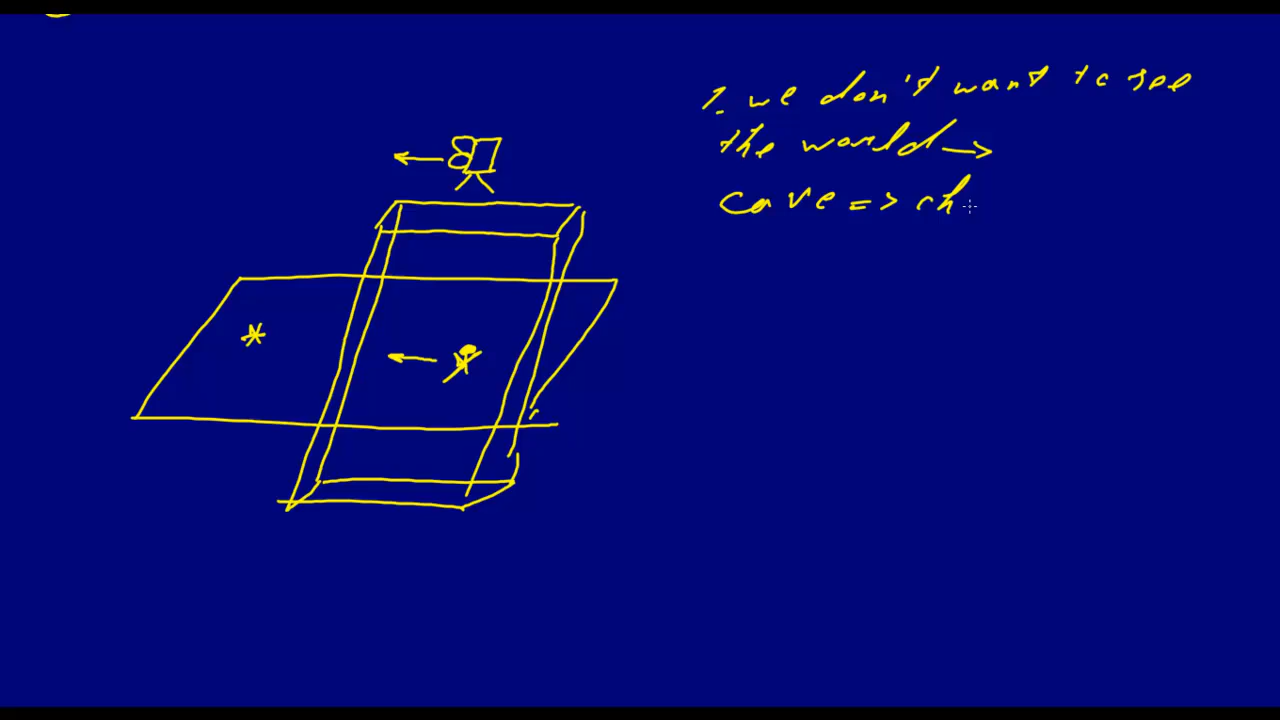 1. we don't want to see
the world →
cave => ch